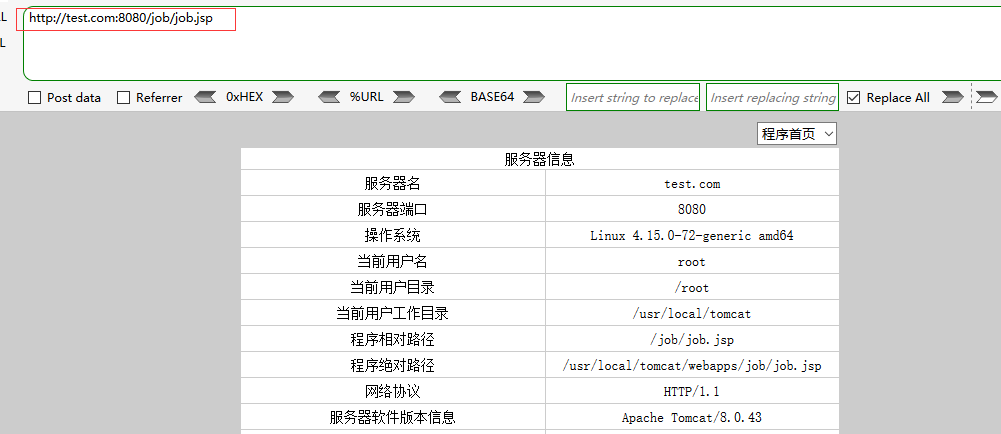 L
http://test.com:8080/job/job.jsp
L
Post data Referrer 0xHEX %URL BASE64 Insert string to replace Insert replacing string Replace All
程序首页
服务器信息
服务器名 test.com
服务器端口 8080
操作系统 Linux 4.15.0-72-generic amd64
当前用户名 root
当前用户目录 /root
当前用户工作目录 /usr/local/tomcat
程序相对路径 /job/job.jsp
程序绝对路径 /usr/local/tomcat/webapps/job/job.jsp
网络协议 HTTP/1.1
服务器软件版本信息 Apache Tomcat/8.0.43